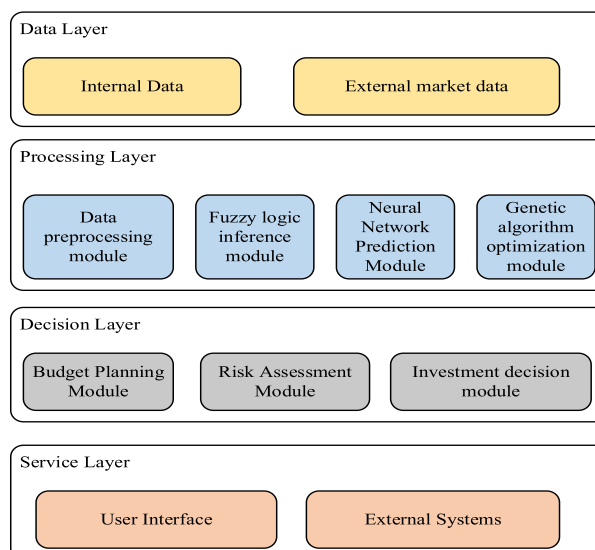 Data Layer
Internal Data
External market data
Processing Layer
Data
preprocessing
module
Fuzzy logic
inference
module
Neural
Network
Prediction
Module
Genetic
algorithm
optimization
module
Decision Layer
Budget Planning
Module
Risk Assessment
Module
Investment decision
module
Service Layer
User Interface
External Systems